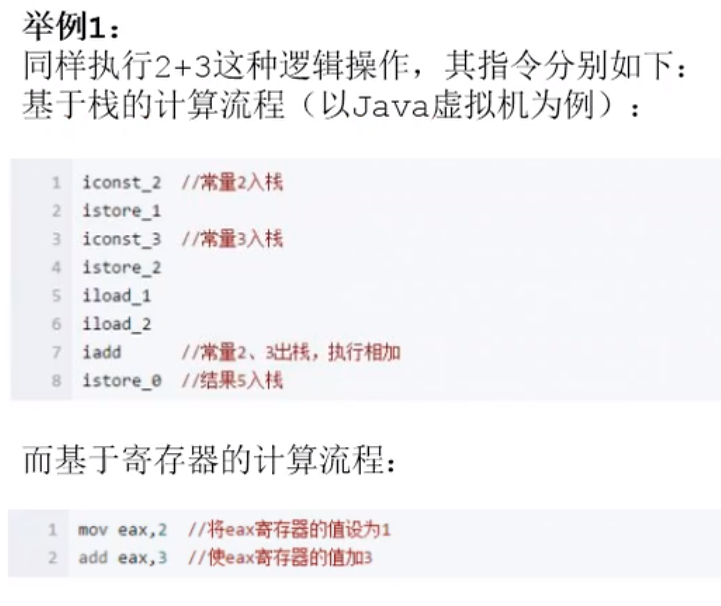 举例1：
同样执行2+3这种逻辑操作，其指令分别如下：
基于栈的计算流程（以Java虚拟机为例）：
1 iconst_2 //常量2入栈
2 istore_1
3 iconst_3 //常量3入栈
4 istore_2
5 iload_1
6 iload_2
7 iadd //常量2、3出栈，执行相加
8 istore_0 //结果5入栈
而基于寄存器的计算流程：
1 mov eax,2 //将eax寄存器的值设为1
2 add eax,3 //使eax寄存器的值加3